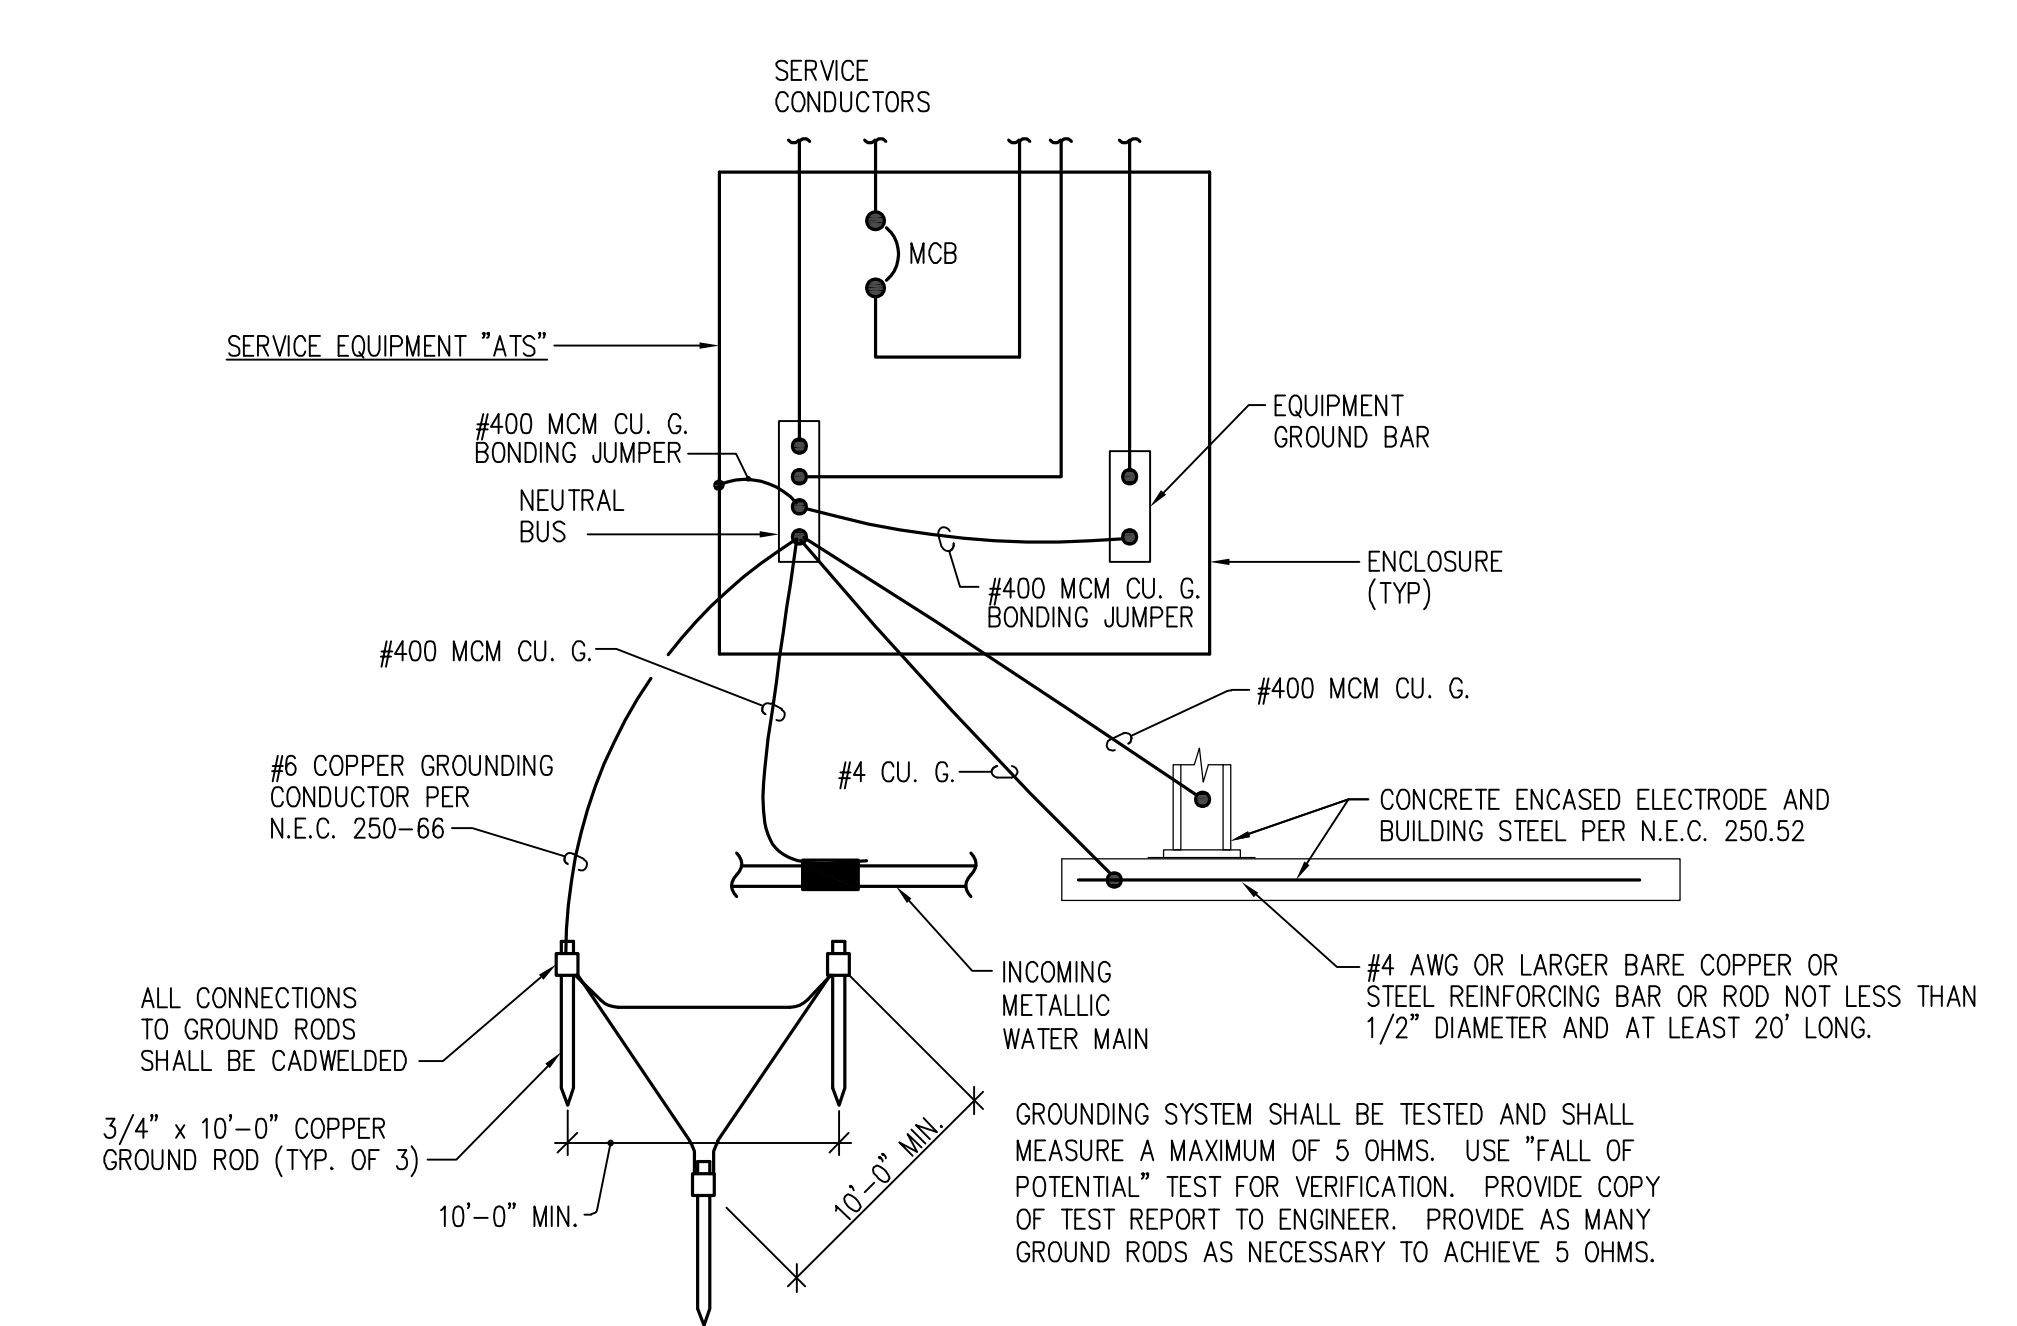 SERVICE
CONDUCTORS
MCB
SERVICE EQUIPMENT "ATS"
#400 MCM CU. G.
BONDING JUMPER
EQUIPMENT
GROUND BAR
NEUTRAL
BUS
ENCLOSURE
(TYP)
#400 MCM CU. G.
BONDING JUMPER
#400 MCM CU. G.
#400 MCM CU. G.
#6 COPPER GROUNDING
CONDUCTOR PER
N.E.C. 250-66
#4 CU. G.
CONCRETE ENCASED ELECTRODE AND
BUILDING STEEL PER N.E.C. 250.52
ALL CONNECTIONS
TO GROUND RODS
SHALL BE CADWELDED
INCOMING
METALLIC
WATER MAIN
#4 AWG OR LARGER BARE COPPER OR
STEEL REINFORCING BAR OR ROD NOT LESS THAN
1/2" DIAMETER AND AT LEAST 20' LONG.
3/4" x 10'-0" COPPER
GROUND ROD (TYP. OF 3)
10'-0" MIN.
10'-0" MIN.
GROUNDING SYSTEM SHALL BE TESTED AND SHALL
MEASURE A MAXIMUM OF 5 OHMS. USE "FALL OF
POTENTIAL" TEST FOR VERIFICATION. PROVIDE COPY
OF TEST REPORT TO ENGINEER. PROVIDE AS MANY
GROUND RODS AS NECESSARY TO ACHIEVE 5 OHMS.